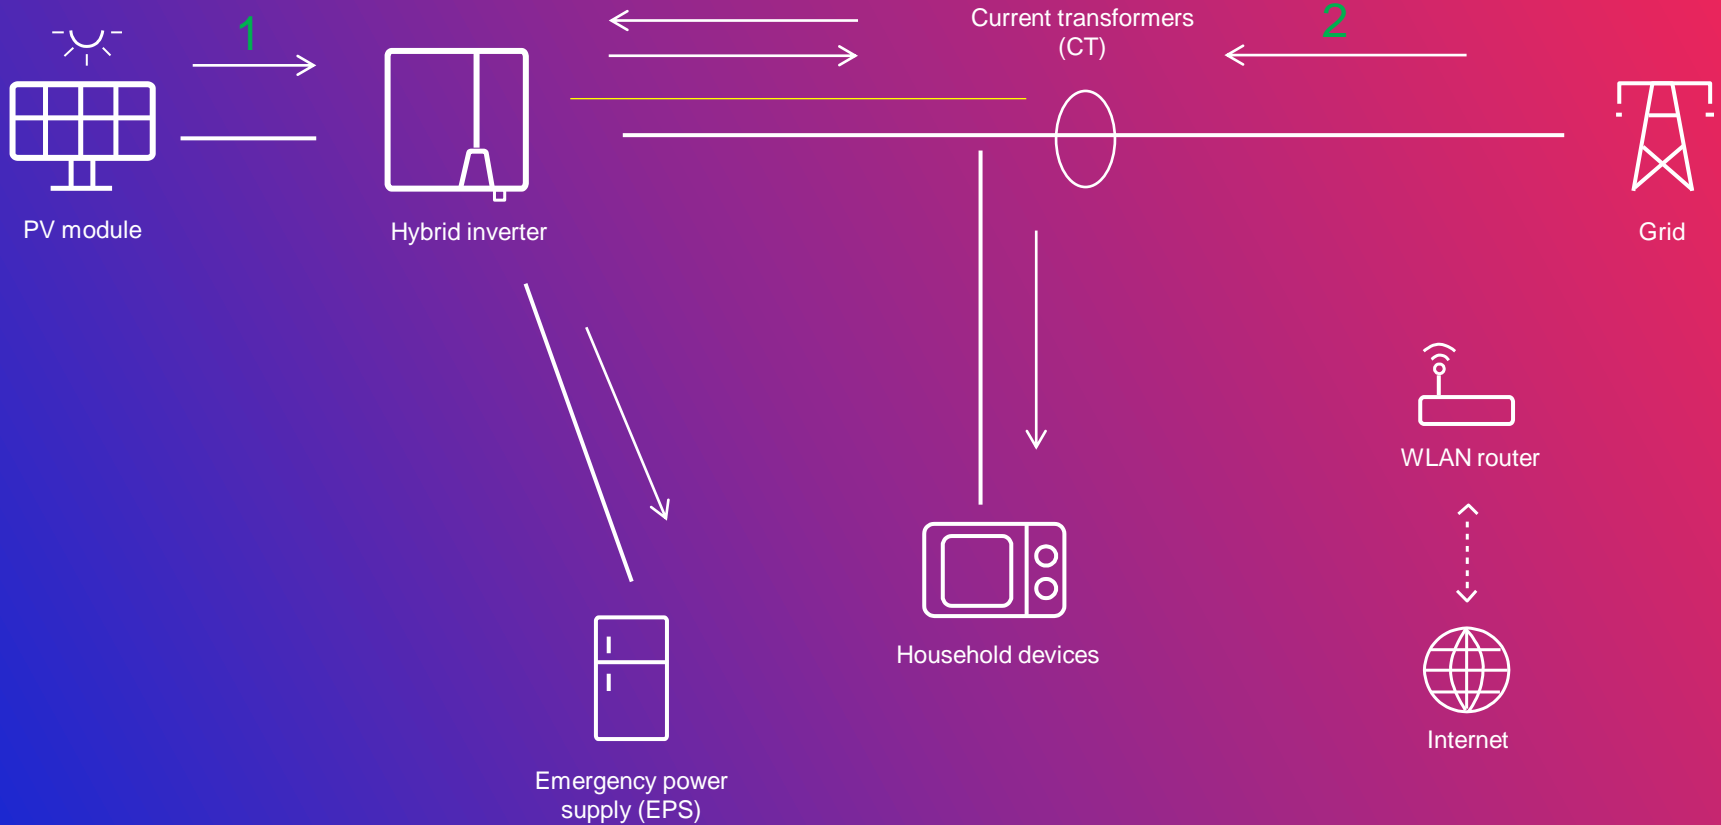 1
Current transformers
(CT)
2
PV module
Hybrid inverter
Grid
WLAN router
Household devices
Internet
Emergency power
supply (EPS)